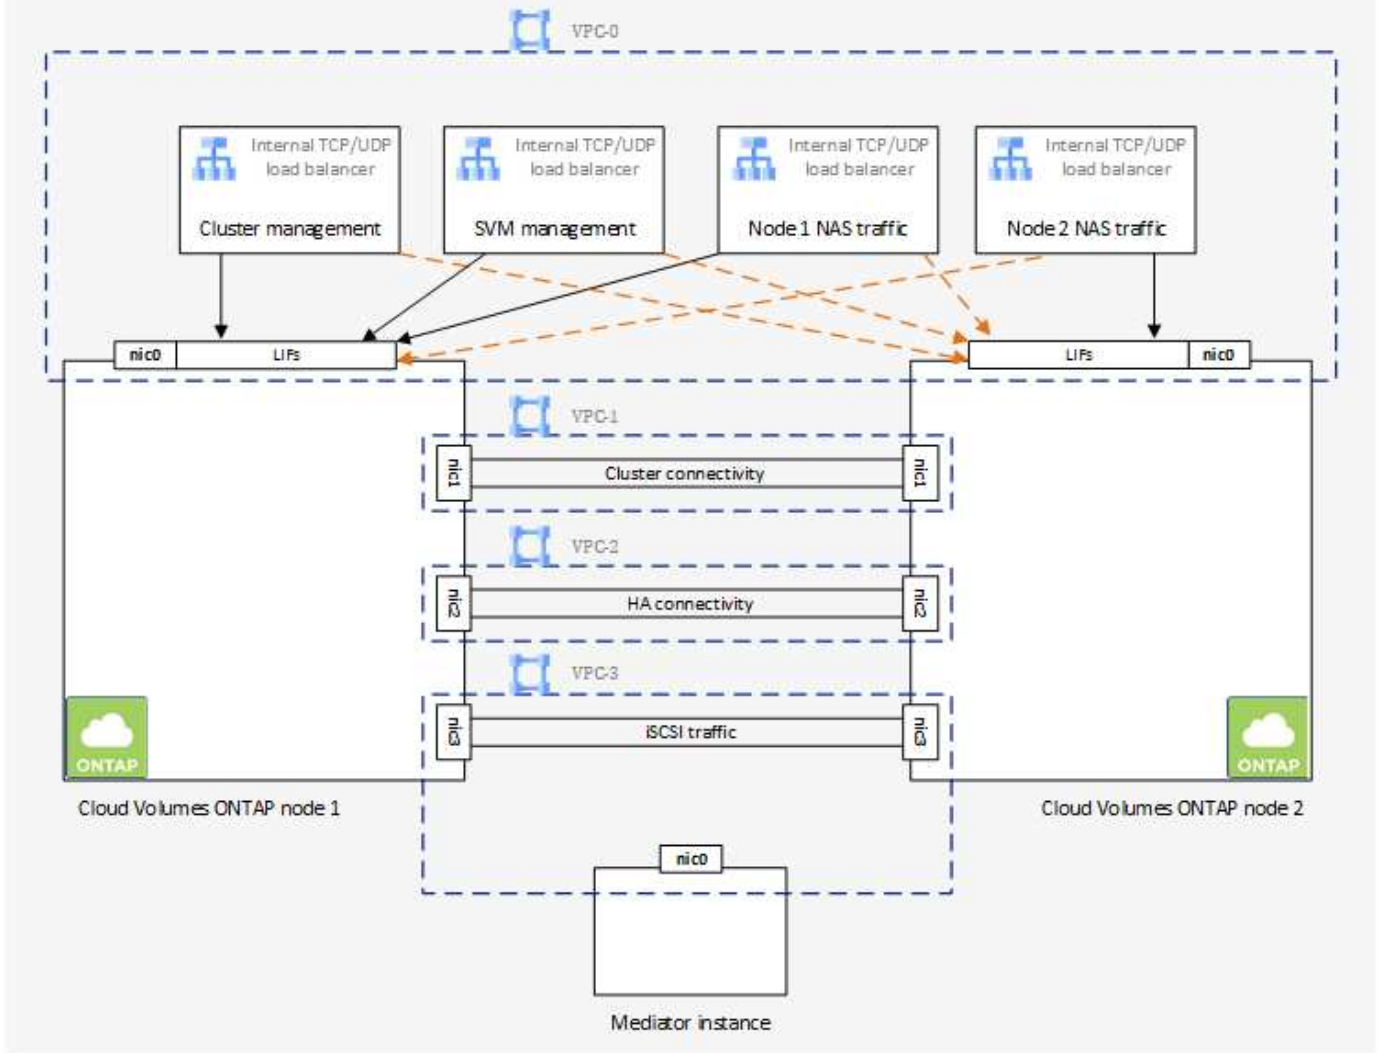 VPC-0
Internal TCP/UDP
load balancer
Cluster management
Internal TCP/UDP
load balancer
SVM management
Internal TCP/UDP
load balancer
Node 1 NAS traffic
Internal TCP/UDP
load balancer
Node 2 NAS traffic
nic0
LIFs
LIFs
nic0
VPC-1
nic1
Cluster connectivity
nic1
VPC-2
nic2
HA connectivity
nic2
VPC-3
nic3
iSCSI traffic
nic3
ONTAP
ONTAP
Cloud Volumes ONTAP node 1
Cloud Volumes ONTAP node 2
nic0
Mediator instance